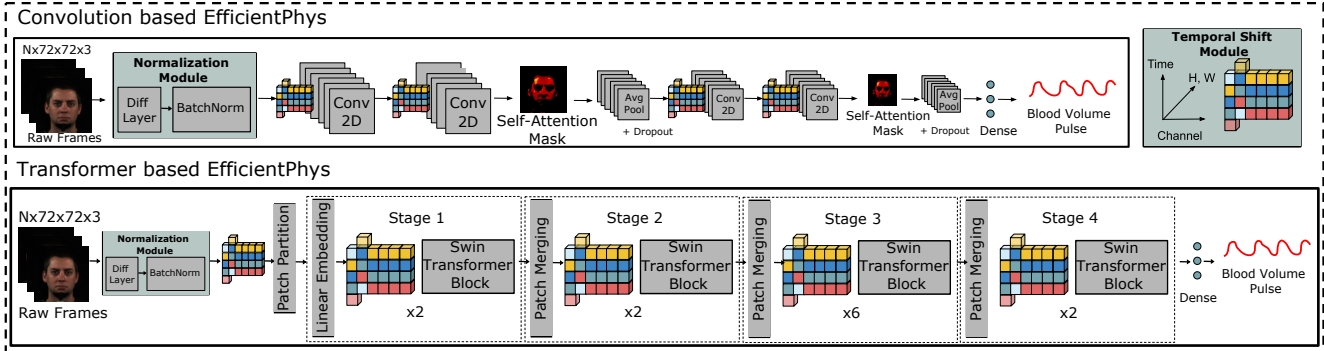 Convolution based EfficientPhys
Nx72x72x3
Raw Frames
Normalization
Module
Diff
Layer
BatchNorm
Conv
2D
Conv
2D
Self-Attention
Mask
Avg
Pool
+ Dropout
Conv
2D
Conv
2D
Self-Attention
Mask
Avg
Pool
+ Dropout
Dense
Blood Volume
Pulse
Temporal Shift
Module
Time
H, W
Channel
Transformer based EfficientPhys
Nx72x72x3
Raw Frames
Normalization
Module
Diff
Layer
BatchNorm
Patch Partition
Linear Embedding
Stage 1
Swin
Transformer
Block
x2
Patch Merging
Stage 2
Swin
Transformer
Block
x2
Patch Merging
Stage 3
Swin
Transformer
Block
x6
Patch Merging
Stage 4
Swin
Transformer
Block
x2
Dense
Blood Volume
Pulse